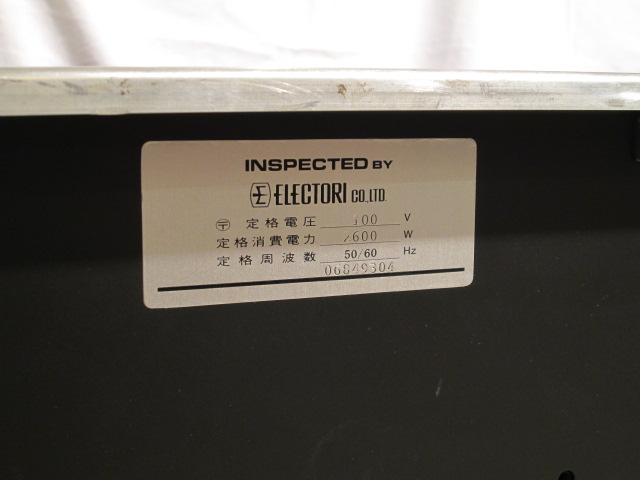 INSPECTED BY
ELECTORI CO.,LTD.
〒 定格電圧 100 V
定格消費電力 W
定格周波数 50/60 Hz
06849304